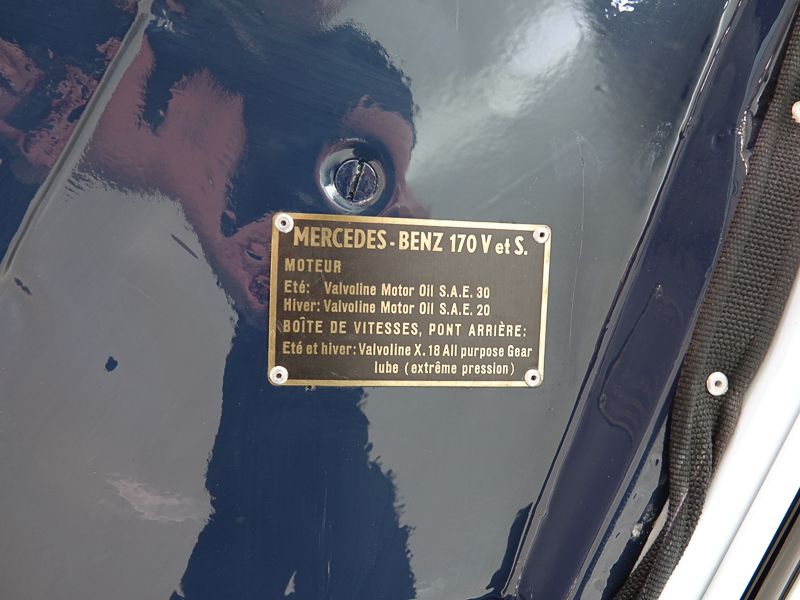 MERCEDES-BENZ 170 V et S.
MOTEUR
Eté: Valvoline Motor Oil S.A.E. 30
Hiver: Valvoline Motor Oil S.A.E. 20
BOÎTE DE VITESSES, PONT ARRIÈRE:
Eté et hiver: Valvoline X. 18 All purpose Gear
lube (extrême pression)